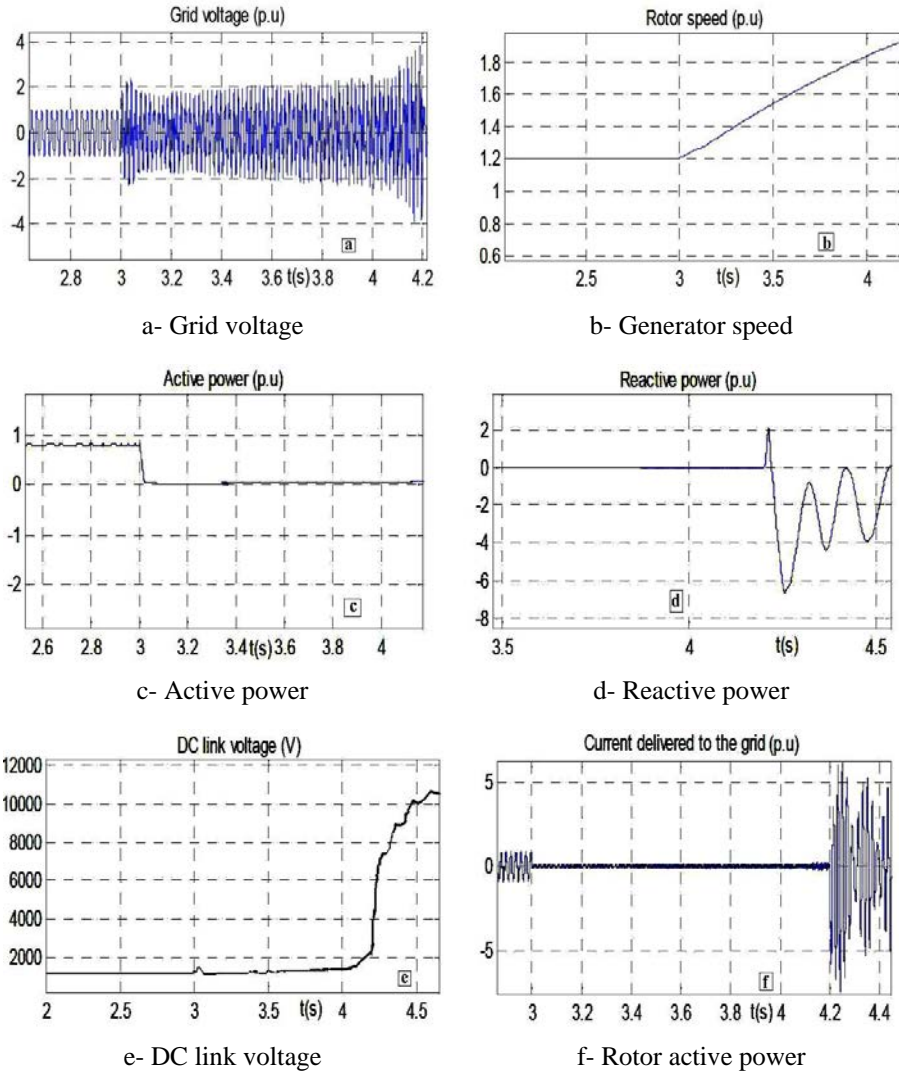 Grid voltage (p.u)
4
2
0
-2
-4
2.8 3 3.2 3.4 3.6 t(s) 3.8 4 4.2
a
a- Grid voltage
Rotor speed (p.u)
1.8
1.6
1.4
1.2
1
0.8
0.6
2.5 3 t(s) 3.5 4
b
b- Generator speed
Active power (p.u)
1
0
-1
-2
2.6 2.8 3 3.2 3.4 t(s) 3.6 3.8 4
c
c- Active power
Reactive power (p.u)
2
0
-2
-4
-6
-8
3.5 4 t(s) 4.5
d
d- Reactive power
DC link voltage (V)
12000
10000
8000
6000
4000
2000
2 2.5 3 t(s) 3.5 4 4.5
e
e- DC link voltage
Current delivered to the grid (p.u)
5
0
-5
3 3.2 3.4 3.6 3.8 t(s) 4 4.2 4.4
f
f- Rotor active power